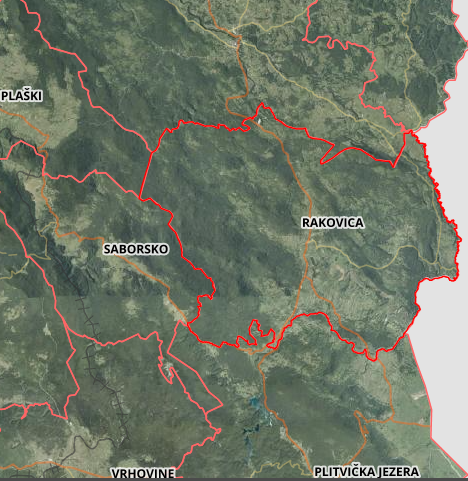 PLAŠKI
RAKOVICA
SABORSKO
VRHOVINE
PLITVIČKA JEZERA